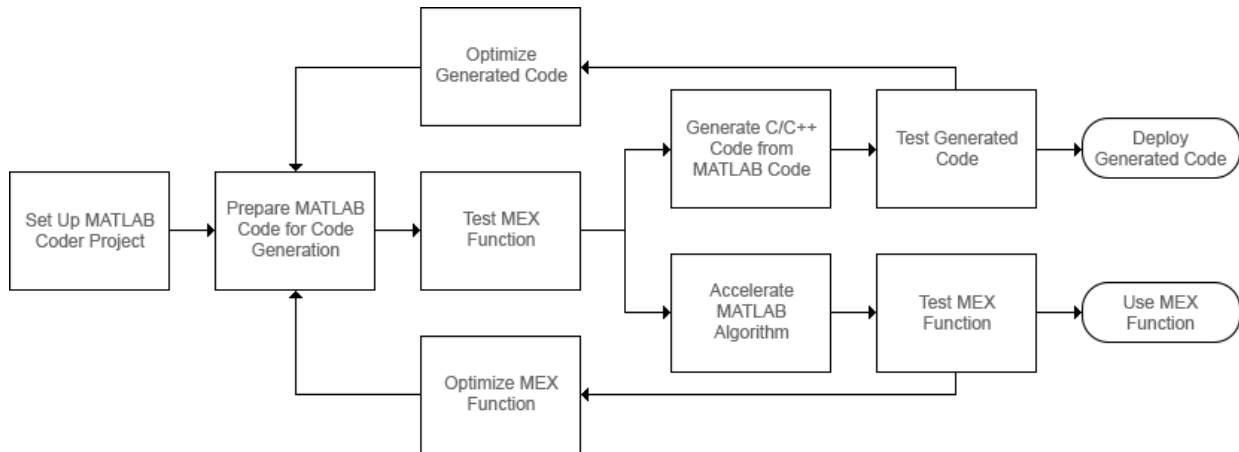 Optimize
Generated Code
Generate C/C++
Code from
MATLAB Code
Test Generated
Code
Deploy
Generated Code
Set Up MATLAB
Coder Project
Prepare MATLAB
Code for Code
Generation
Test MEX
Function
Accelerate
MATLAB
Algorithm
Test MEX
Function
Use MEX
Function
Optimize MEX
Function